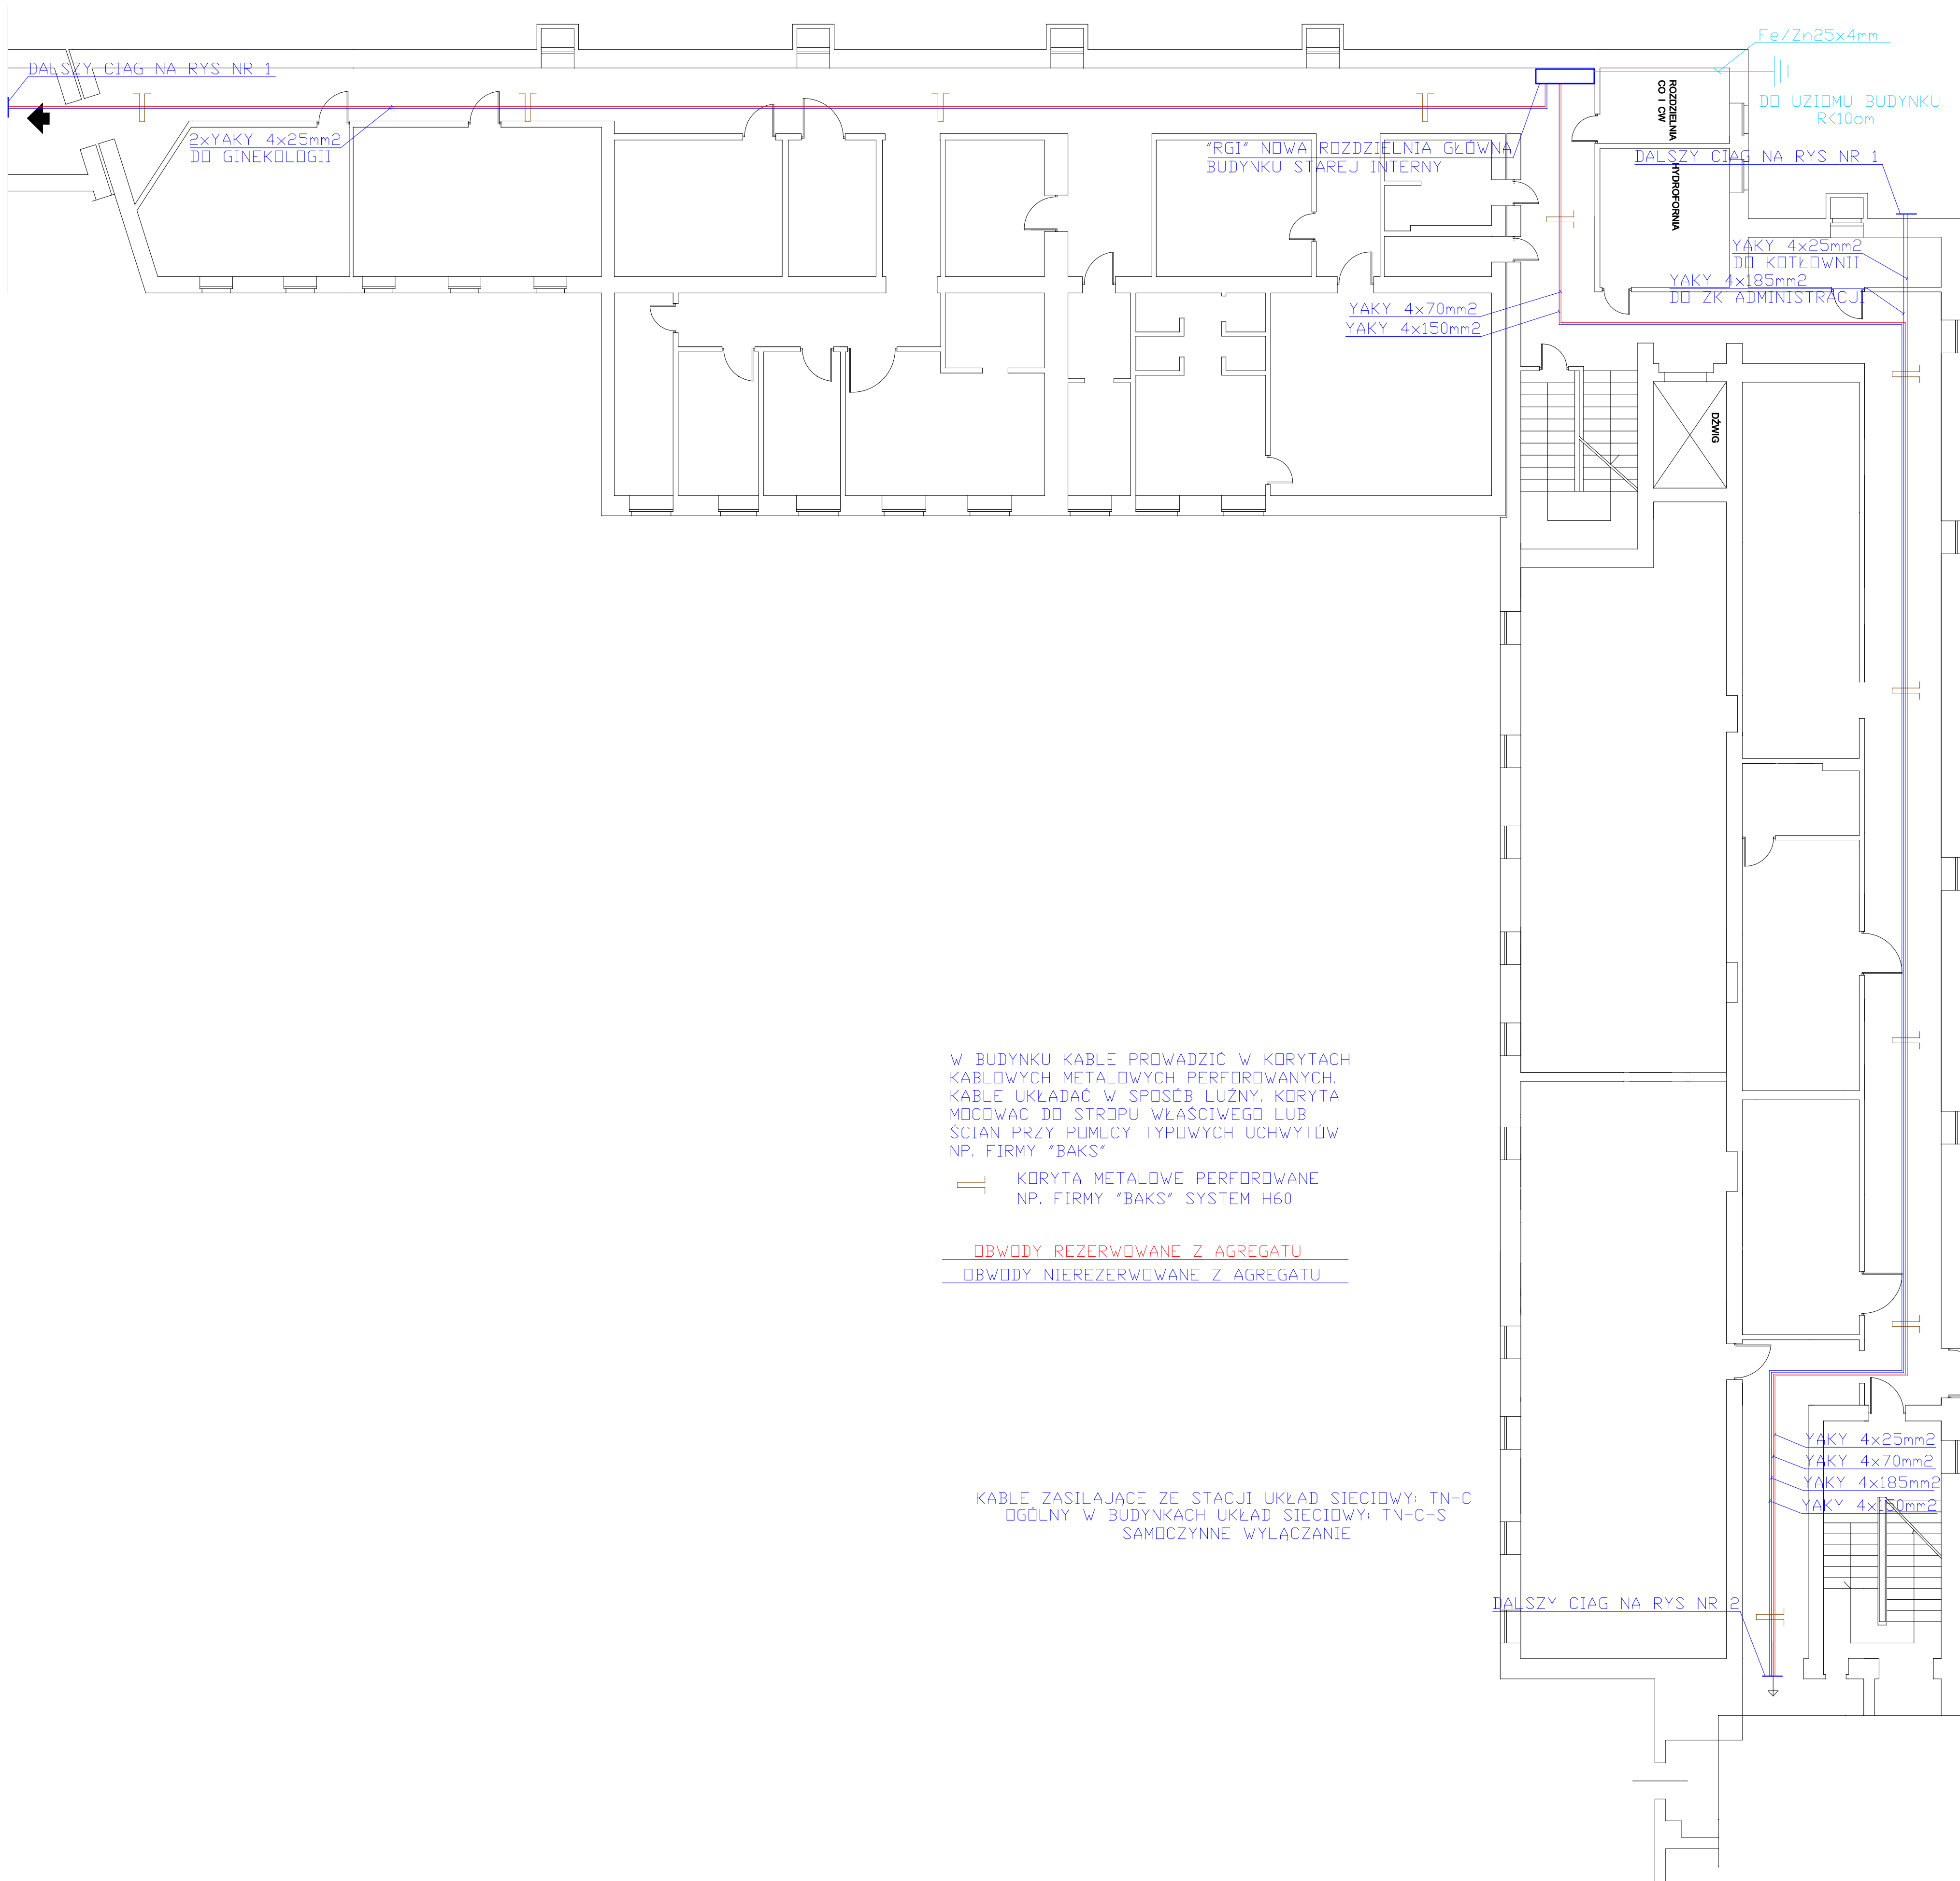 Fe/Zn25x4mm
DO UZIOMU BUDYNKU
R<10om
DALSZY CIAG NA RYS NR 1
2xYAKY 4x25mm2
DO GINEKOLOGII
"RGI" NOWA ROZDZIELNIA GŁÓWNA
BUDYNKU STAREJ INTERNY
ROZDZIELNIA
CO I CW
HYDROFORNIA
DALSZY CIAG NA RYS NR 1
YAKY 4x25mm2
DO KOTŁOWNII
YAKY 4x185mm2
DO ZK ADMINISTRACJI
YAKY 4x70mm2
YAKY 4x150mm2
DŹWIG
W BUDYNKU KABLE PROWADZIĆ W KORYTACH
KABLOWYCH METALOWYCH PERFOROWANYCH.
KABLE UKŁADAĆ W SPOSÓB LUŹNY. KORYTA
MOCOWAC DO STROPU WŁAŚCIWEGO LUB
ŚCIAN PRZY POMOCY TYPOWYCH UCHWYTÓW
NP. FIRMY "BAKS"
KORYTA METALOWE PERFOROWANE
NP. FIRMY "BAKS" SYSTEM H60
OBWODY REZERWOWANE Z AGREGATU
OBWODY NIEREZERWOWANE Z AGREGATU
YAKY 4x25mm2
YAKY 4x70mm2
YAKY 4x185mm2
YAKY 4x150mm2
KABLE ZASILAJĄCE ZE STACJI UKŁAD SIECIOWY: TN-C
OGÓLNY W BUDYNKACH UKŁAD SIECIOWY: TN-C-S
SAMOCZYNNE WYLĄCZANIE
DALSZY CIAG NA RYS NR 2